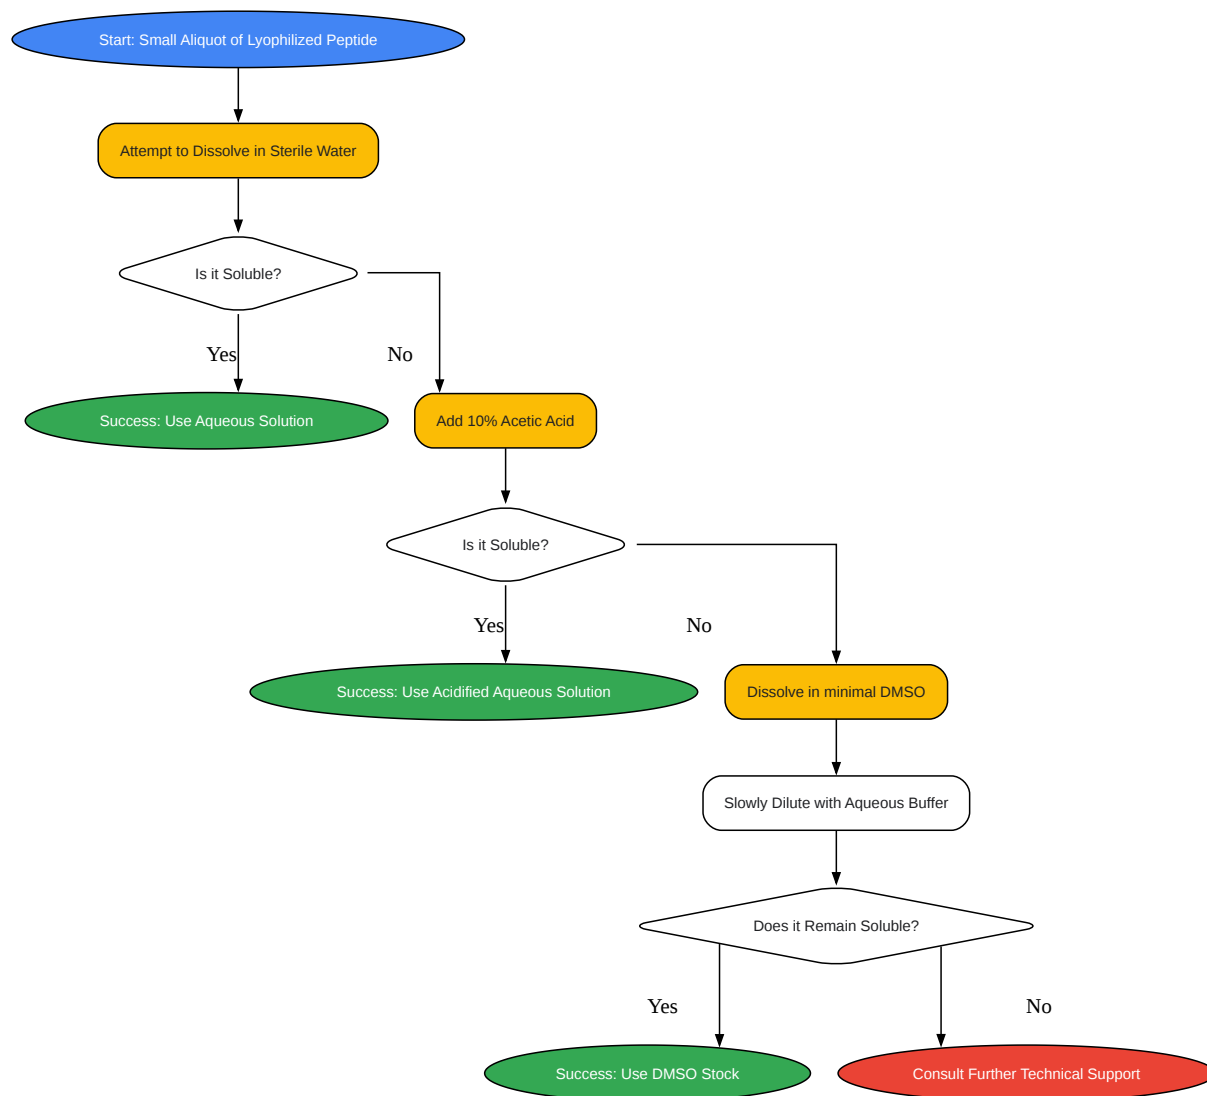 Start: Small Aliquot of Lyophilized Peptide
Attempt to Dissolve in Sterile Water
Is it Soluble?
Yes
No
Success: Use Aqueous Solution
Add 10% Acetic Acid
Is it Soluble?
Yes
No
Success: Use Acidified Aqueous Solution
Dissolve in minimal DMSO
Slowly Dilute with Aqueous Buffer
Does it Remain Soluble?
Yes
No
Success: Use DMSO Stock
Consult Further Technical Support